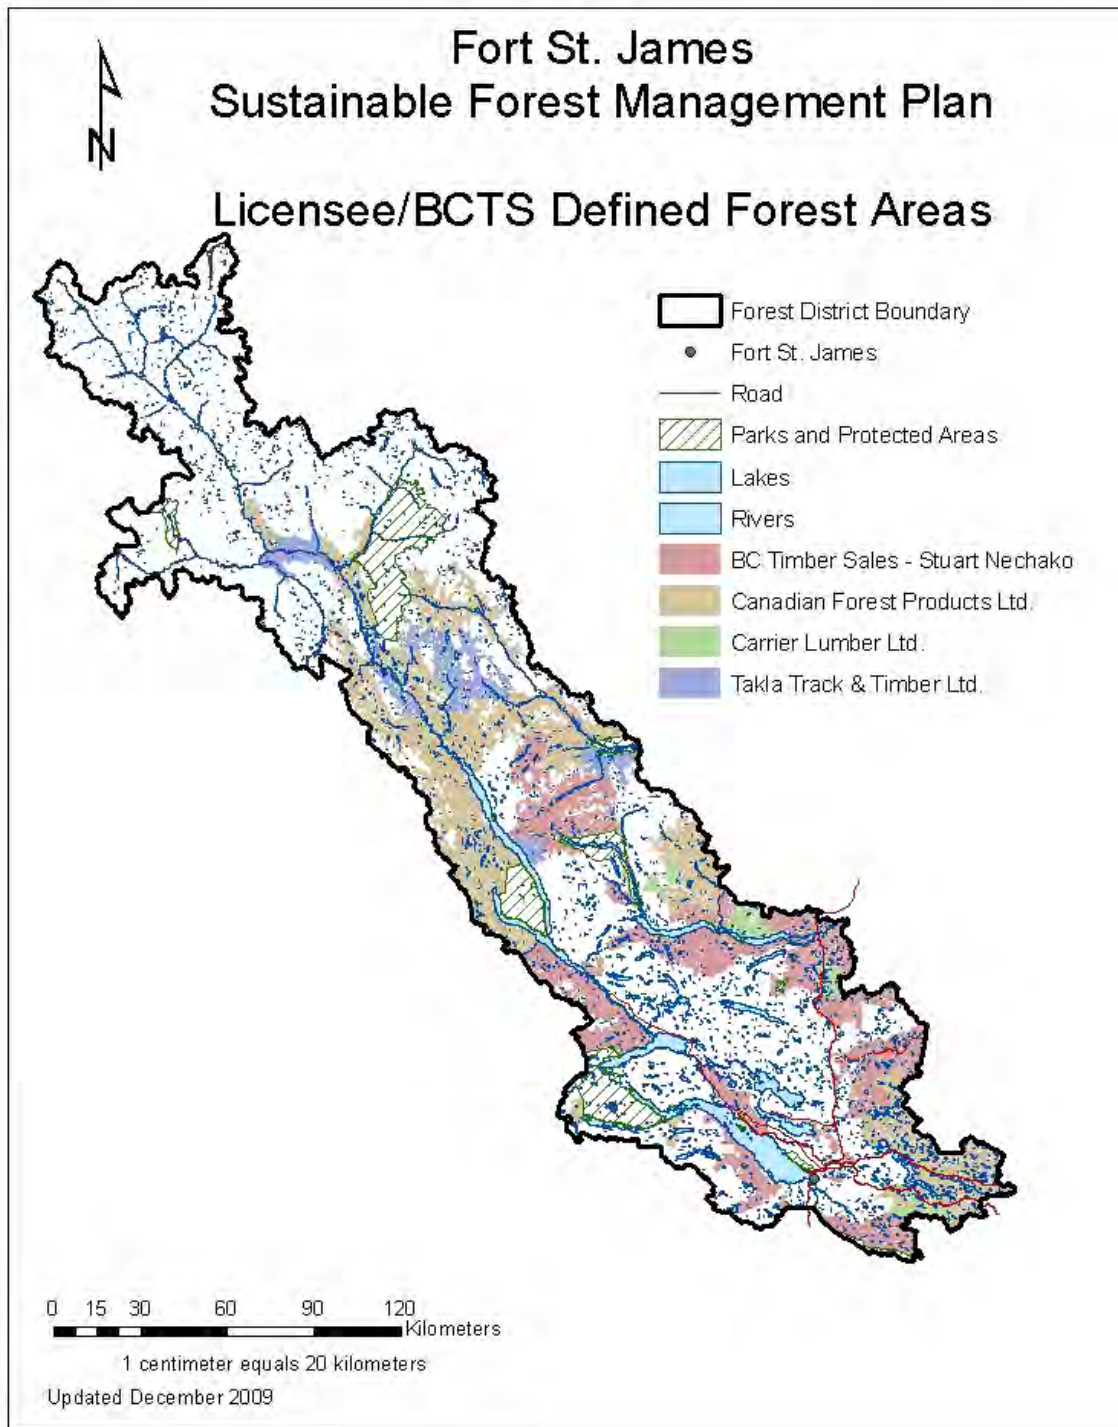 Fort St. James
Sustainable Forest Management Plan
N
Licensee/BCTS Defined Forest Areas
Forest District Boundary
Fort St. James
Road
Parks and Protected Areas
Lakes
Rivers
BC Timber Sales - Stuart Nechako
Canadian Forest Products Ltd.
Carrier Lumber Ltd.
Takla Track & Timber Ltd.
0 15 30 60 90 120
Kilometers
1 centimeter equals 20 kilometers
Updated December 2009